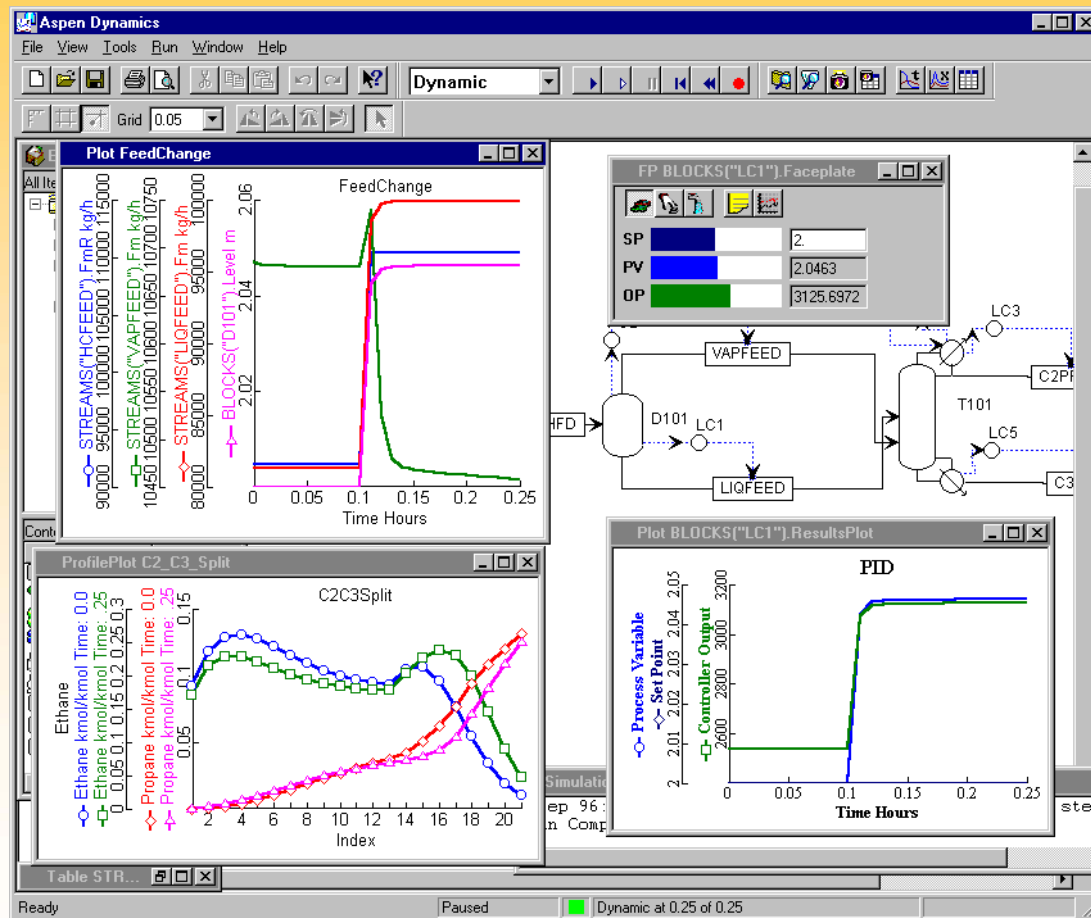 Aspen Dynamics
File View Tools Run Window Help
Dynamic
Grid 0.05
Plot FeedChange
FeedChange
STREAMS("HCFEED").FmR kg/h
90000 95000 100000 105000 110000 115000
STREAMS("VAPFEED").Fm kg/h
10450 10500 10550 10600 10650 10700 10750
STREAMS("LIQFEED").Fm kg/h
80000 85000 90000 95000 100000
BLOCKS("D101").Level m
2.02 2.04 2.06
0 0.05 0.1 0.15 0.2 0.25
Time Hours
All Ite
FP BLOCKS("LC1").Faceplate
SP 2.
PV 2.0463
OP 3125.6972
LC3
VAPFEED
C2P
HFD
D101
LC1
T101
LC5
LIQFEED
C3
Cont
ProfilePlot C2_C3_Split
C2C3Split
Ethane
Ethane kmol/kmol Time: 0.0
Ethane kmol/kmol Time: .25
0 0.05 0.1 0.15 0.2 0.25 0.3
Propane kmol/kmol Time: 0.0
Propane kmol/kmol Time: .25
0.05 0.1 0.15
2 4 6 8 10 12 14 16 18 20
Index
Plot BLOCKS("LC1").ResultsPlot
PID
Process Variable
Set Point
2 2.01 2.02 2.03 2.04 2.05
Controller Output
2600 2800 3000 3200
0 0.05 0.1 0.15 0.2 0.25
Time Hours
Simulation
ep 96:
ste
n Comp
Table STR...
Ready Paused Dynamic at 0.25 of 0.25